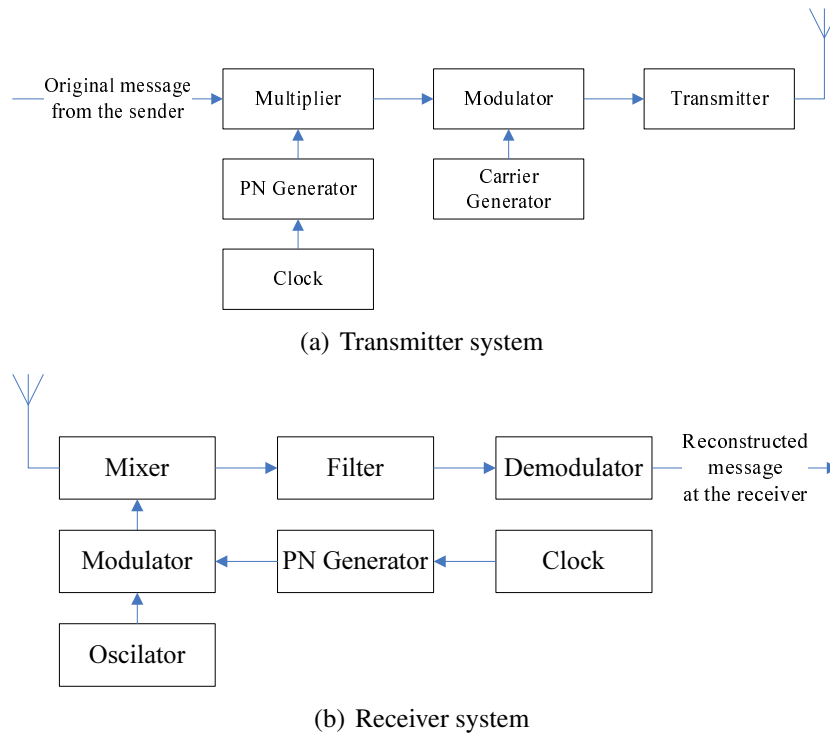 Original message
from the sender
Multiplier
Modulator
Transmitter
PN Generator
Carrier
Generator
Clock
(a) Transmitter system
Mixer
Filter
Demodulator
Reconstructed
message
at the receiver
Modulator
PN Generator
Clock
Oscilator
(b) Receiver system